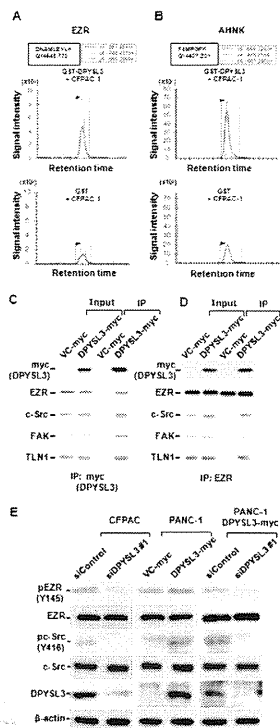 A
B
EZR
AHNK
GST-DPYSL3
+ CFPAC-1
GST-DPYSL3
+ CFPAC-1
Signal intensity
Signal intensity
Retention time
Retention time
GST
+ CFPAC-1
GST
+ CFPAC-1
Signal intensity
Signal intensity
Retention time
Retention time
C
D
Input
IP
Input
IP
VC-myc
DPYSL3-myc
VC-myc
DPYSL3-myc
VC-myc
DPYSL3-myc
VC-myc
DPYSL3-myc
myc
(DPYSL3)
myc
(DPYSL3)
EZR
EZR
c-Src
c-Src
FAK
FAK
TLN1
TLN1
IP: myc
(DPYSL3)
IP: EZR
E
CFPAC
PANC-1
PANC-1
DPYSL3-myc
siControl
siDPYSL3#1
VC-myc
DPYSL3-myc
siControl
siDPYSL3#1
pEZR
(Y145)
EZR
pc-Src
(Y416)
c-Src
DPYSL3
β-actin